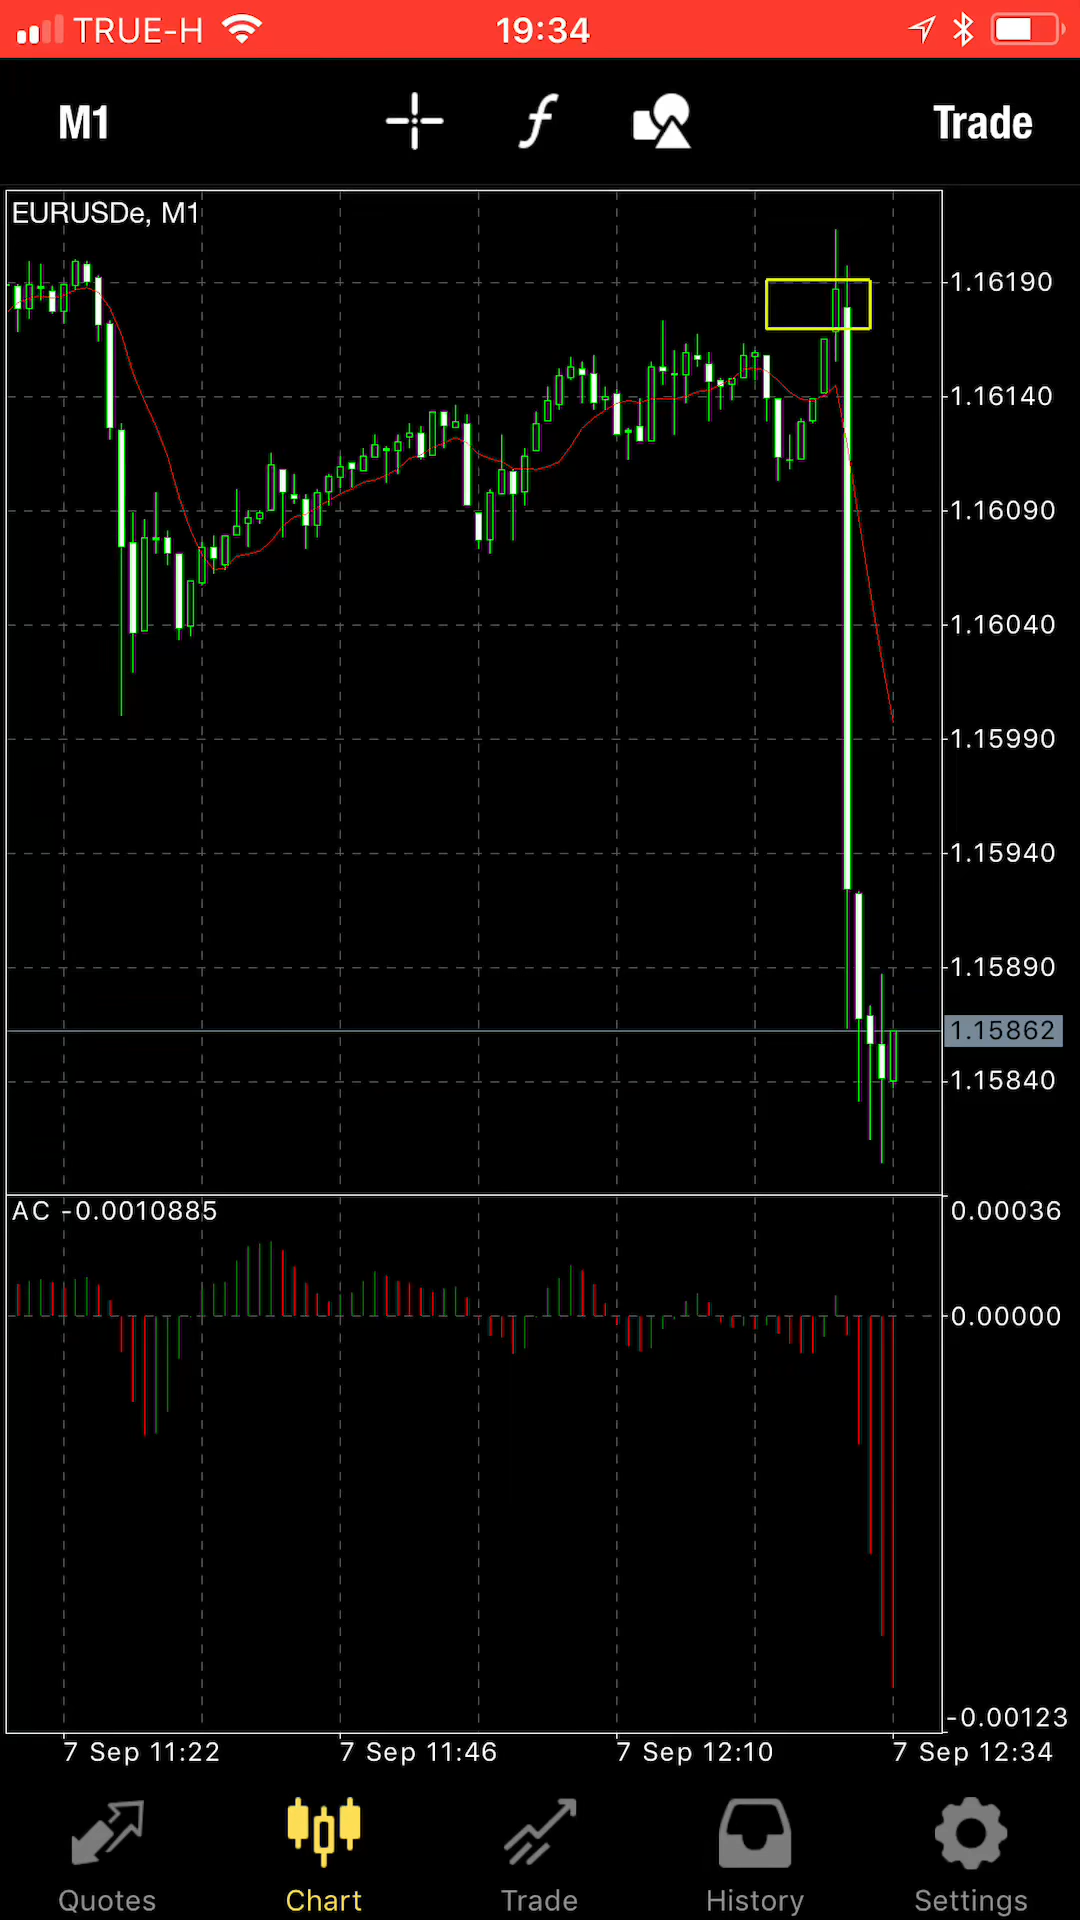 TRUE-H 19:34
M1 f Trade
EURUSDe, M1
1.16190
1.16140
1.16090
1.16040
1.15990
1.15940
1.15890
1.15862
1.15840
AC -0.0010885
0.00036
0.00000
-0.00123
7 Sep 11:22 7 Sep 11:46 7 Sep 12:10 7 Sep 12:34
Quotes Chart Trade History Settings